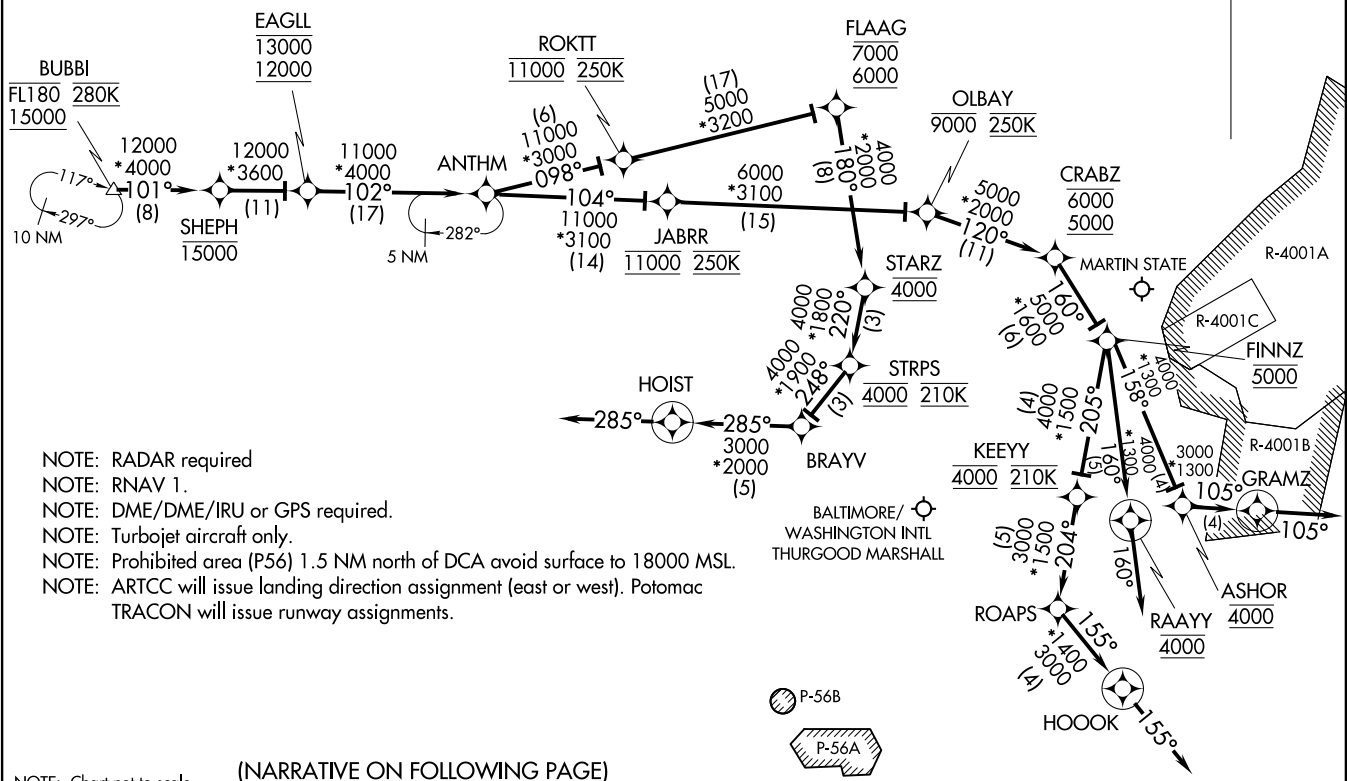 BUBBI
FL180 280K
15000
EAGLL
13000
12000
ROKTT
11000 250K
FLAAG
7000
6000
OLBAY
9000 250K
CRABZ
6000
5000
MARTIN STATE
R-4001A
R-4001C
R-4001B
FINNZ
5000
117°
297°
10 NM
12000
*4000
101°
(8)
SHEPH
15000
12000
*3600
(11)
11000
*4000
102°
(17)
ANTHM
282°
5 NM
(6)
11000
*3000
098°
(17)
5000
*3200
104°
11000
*3100
(14)
JABRR
11000 250K
6000
*3100
(15)
4000
*2000
180°
(8)
5000
*2000
120°
(11)
160°
5000
*1600
(6)
STARZ
4000
4000
*1800
220°
(3)
STRPS
4000 210K
4000
*1900
248°
(3)
BRAYV
HOIST
285°
285°
3000
*2000
(5)
(4)
4000
*1500
205°
KEEYY
4000 210K
160°
(5)
*1300
4000
4000
*1300
158°
(4)
3000
*1300
105°
(4)
GRAMZ
105°
ASHOR
4000
RAAYY
4000
160°
(5)
3000
*1500
204°
ROAPS
155°
*1400
3000
(4)
HOOOK
155°
BALTIMORE/
WASHINGTON INTL
THURGOOD MARSHALL
P-56B
P-56A
NOTE: RADAR required
NOTE: RNAV 1.
NOTE: DME/DME/IRU or GPS required.
NOTE: Turbojet aircraft only.
NOTE: Prohibited area (P56) 1.5 NM north of DCA avoid surface to 18000 MSL.
NOTE: ARTCC will issue landing direction assignment (east or west). Potomac
TRACON will issue runway assignments.
(NARRATIVE ON FOLLOWING PAGE)
NOTE: Chart not to scale